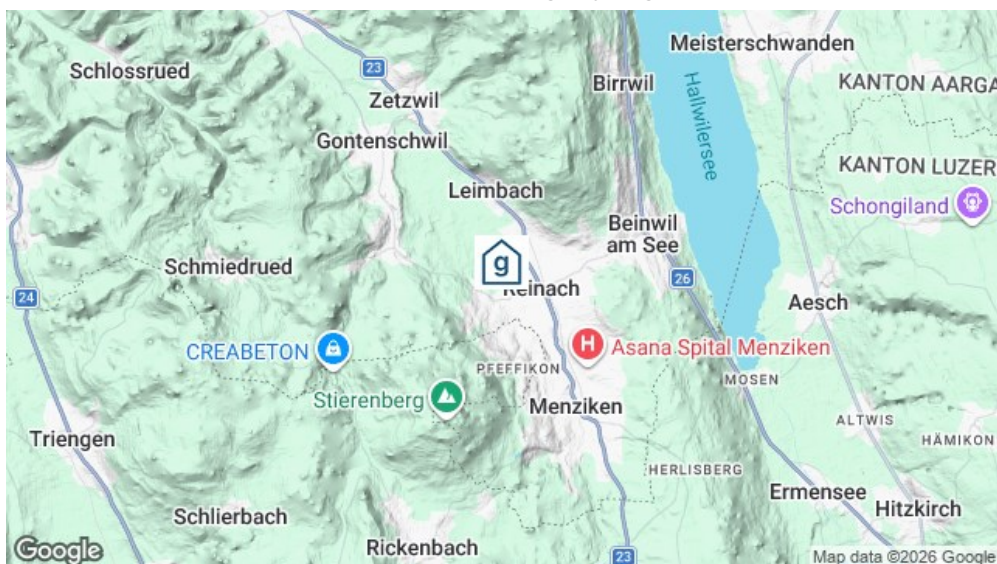 Meisterschwanden
Schlossrued
23
Zetzwil
Birrwil
KANTON AARGA
Hallwilersee
Gontenschwil
KANTON LUZER
Leimbach
Schongiland
Beinwil
am See
g
Schmiedrued
Reinach
26
24
Aesch
H
CREABETON
Asana Spital Menziken
PFEFFIKON
MOSEN
Stierenberg
Menziken
ALTWIS
Triengen
HÄMIKON
HERLISBERG
Ermensee
Hitzkirch
Schlierbach
Rickenbach
23
Google
Map data ©2026 Google